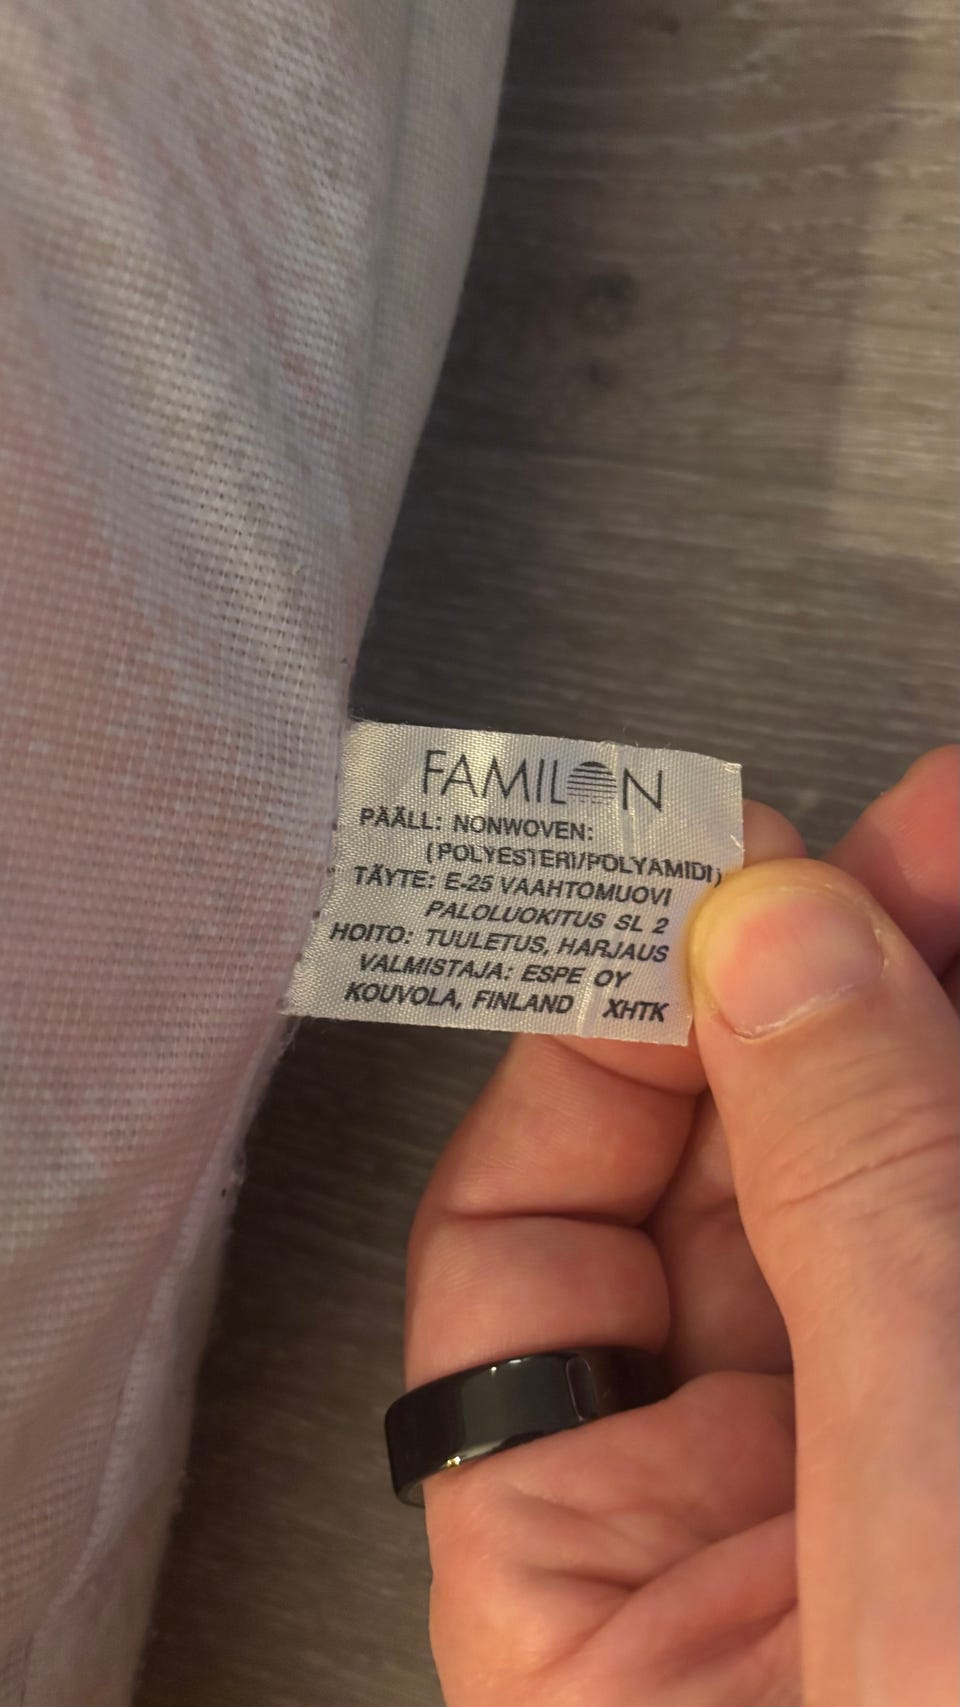 FAMILON
PÄÄLL: NONWOVEN:
(POLYESTERI/POLYAMIDI)
TÄYTE: E-25 VAAHTOMUOVI
PALOLUOKITUS SL 2
HOITO: TUULETUS, HARJAUS
VALMISTAJA: ESPE OY
KOUVOLA, FINLAND XHTK